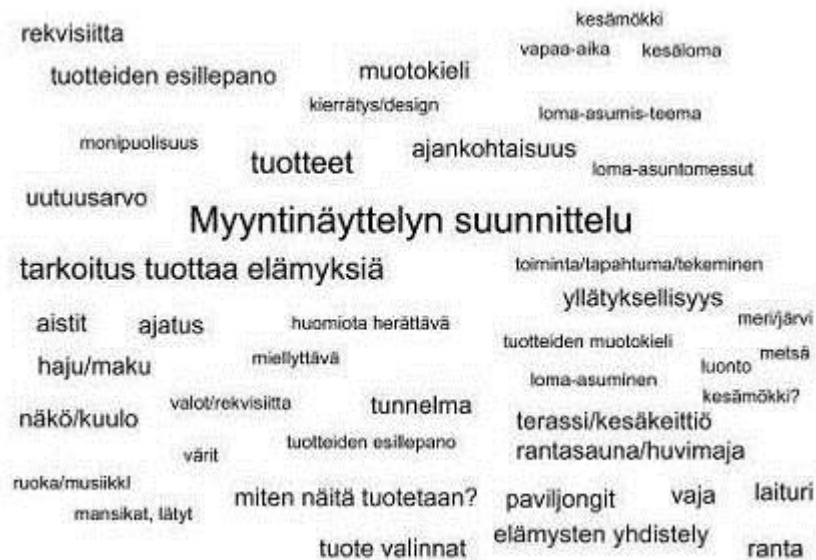 kesämökki
rekvisiitta
vapaa-aika kesäloma
tuotteiden esillepano muotokieli
kierrätys/design
loma-asumis-teema
monipuolisuus
tuotteet ajankohtaisuus
loma-asuntomessut
uutuusarvo
Myyntinäyttelyn suunnittelu
tarkoitus tuottaa elämyksiä toiminta/tapahtuma/tekeminen
yllätyksellisyys
aistit ajatus huomiota herättävä meri/järvi
tuotteiden muotokieli
haju/maku miellyttävä luonto metsä
loma-asuminen
kesämökki?
näkö/kuulo valot/rekvisiitta tunnelma
terassi/kesäkeittiö
värit tuotteiden esillepano
rantasauna/huvimaja
ruoka/musiikki
miten näitä tuotetaan? paviljongit vaja laituri
mansikat, lätyt
tuote valinnat elämysten yhdistely ranta